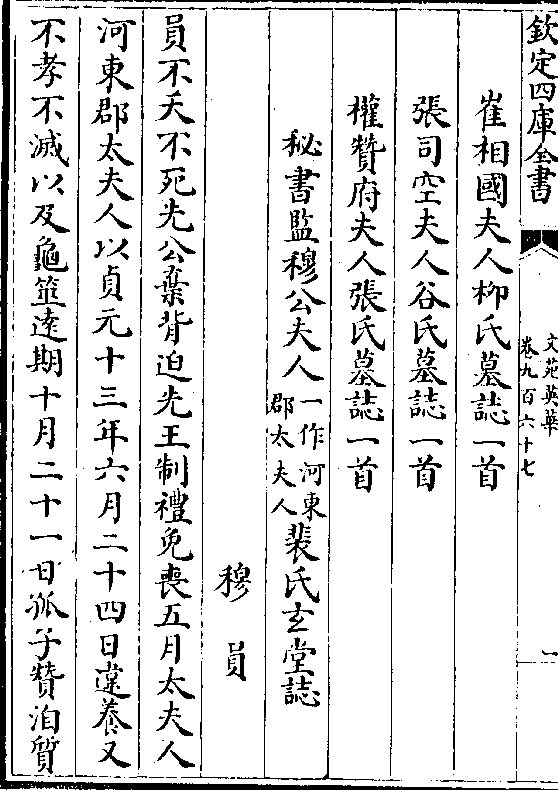 欽定四庫全書
文苑英華
卷九百六十七
一
崔相國夫人柳氏墓誌一首
張司空夫人谷氏墓誌一首
權贊府夫人張氏墓誌一首
秘書監穆公夫人一作河東郡太夫人裴氏玄堂誌
穆員
員不夭不死先公棄背迫先王制禮免喪五月太夫人
河東郡太夫人以貞元十三年六月二十四日違養又
不孝不滅以及龜筮逺期十月二十一日孤子贊洎質